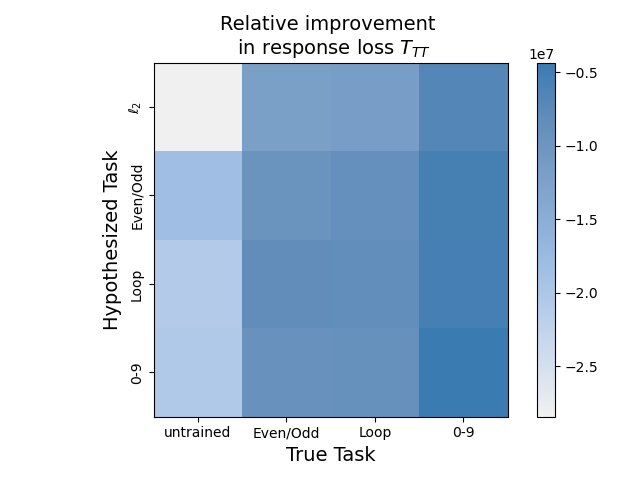 Relative improvement
in response loss T_TT
1e7
−0.5
−1.0
−1.5
−2.0
−2.5
Hypothesized Task
ℓ₂
Even/Odd
Loop
0-9
untrained Even/Odd Loop 0-9
True Task